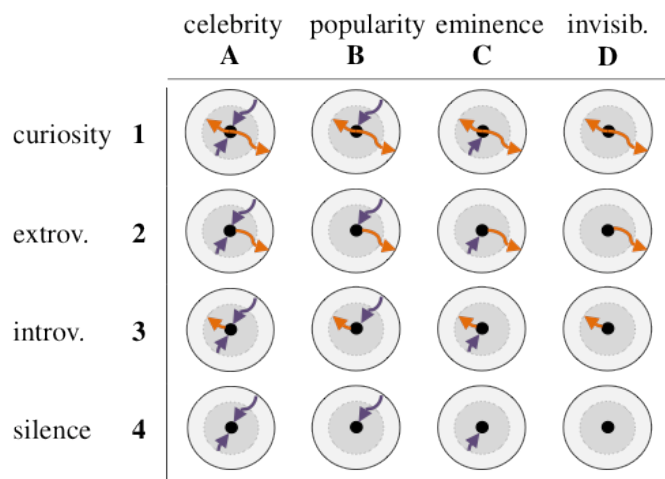 celebrity popularity eminence invisib.
A B C D
curiosity 1
extrov. 2
introv. 3
silence 4